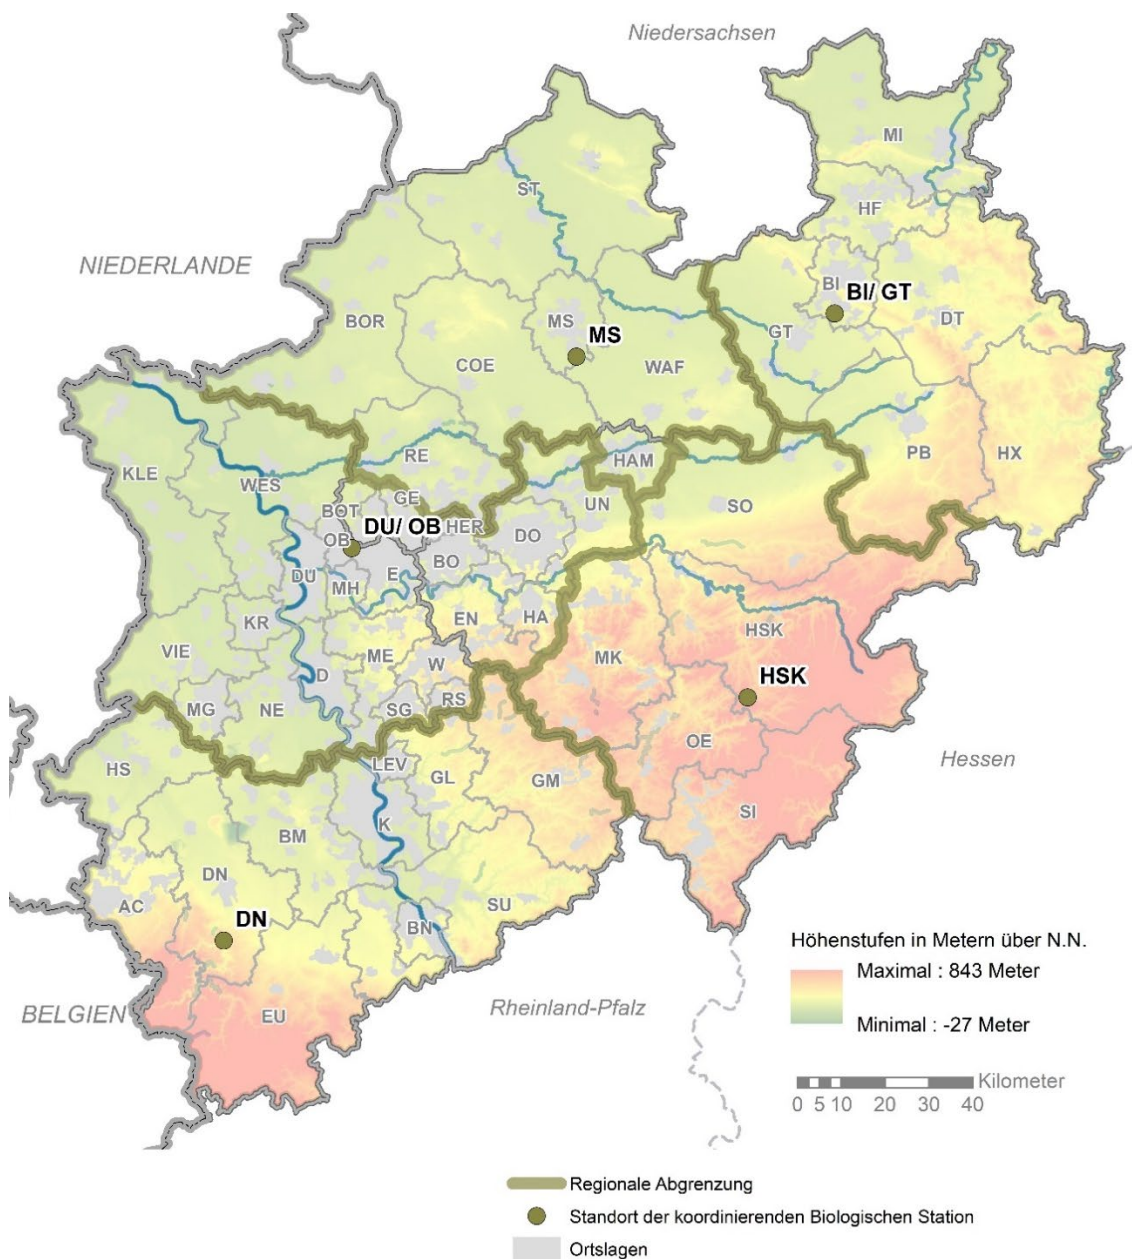 Niedersachsen
MI
ST
HF
NIEDERLANDE
BI
BI/ GT
BOR
MS
MS
GT
DT
COE
WAF
RE
HAM
PB
HX
KLE
WES
GE
UN
SO
BOT
HER
DU/ OB
OB
DO
BO
DU
MH
E
KR
EN
HA
HSK
VIE
ME
W
MK
D
HSK
MG
NE
SG
RS
OE
Hessen
HS
LEV
GL
GM
SI
K
BM
DN
AC
SU
DN
BN
Höhenstufen in Metern über N.N.
Maximal : 843 Meter
Rheinland-Pfalz
BELGIEN
EU
Minimal : -27 Meter
Kilometer
0 5 10 20 30 40
Regionale Abgrenzung
Standort der koordinierenden Biologischen Station
Ortslagen